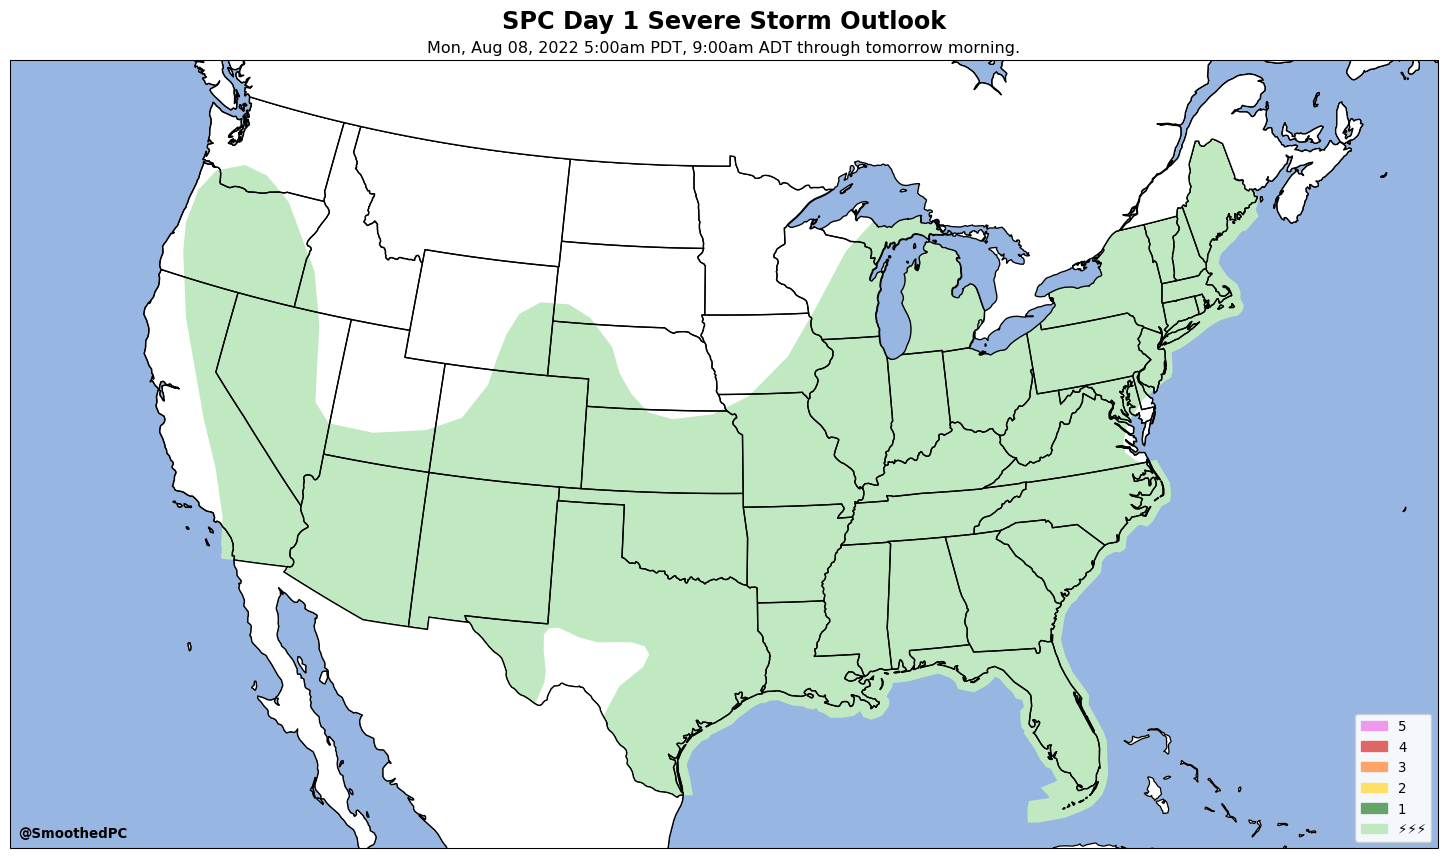 SPC Day 1 Severe Storm Outlook
Mon, Aug 08, 2022 5:00am PDT, 9:00am ADT through tomorrow morning.
5
4
3
2
1
⚡⚡⚡
@SmoothedPC